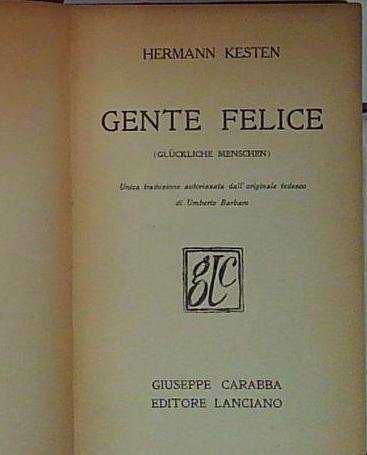 HERMANN KESTEN
GENTE FELICE
(GLÜCKLICHE MENSCHEN)
Unica traduzione autorizzata dall'originale tedesco
di Umberto Barbaro
gcc
GIUSEPPE CARABBA
EDITORE LANCIANO